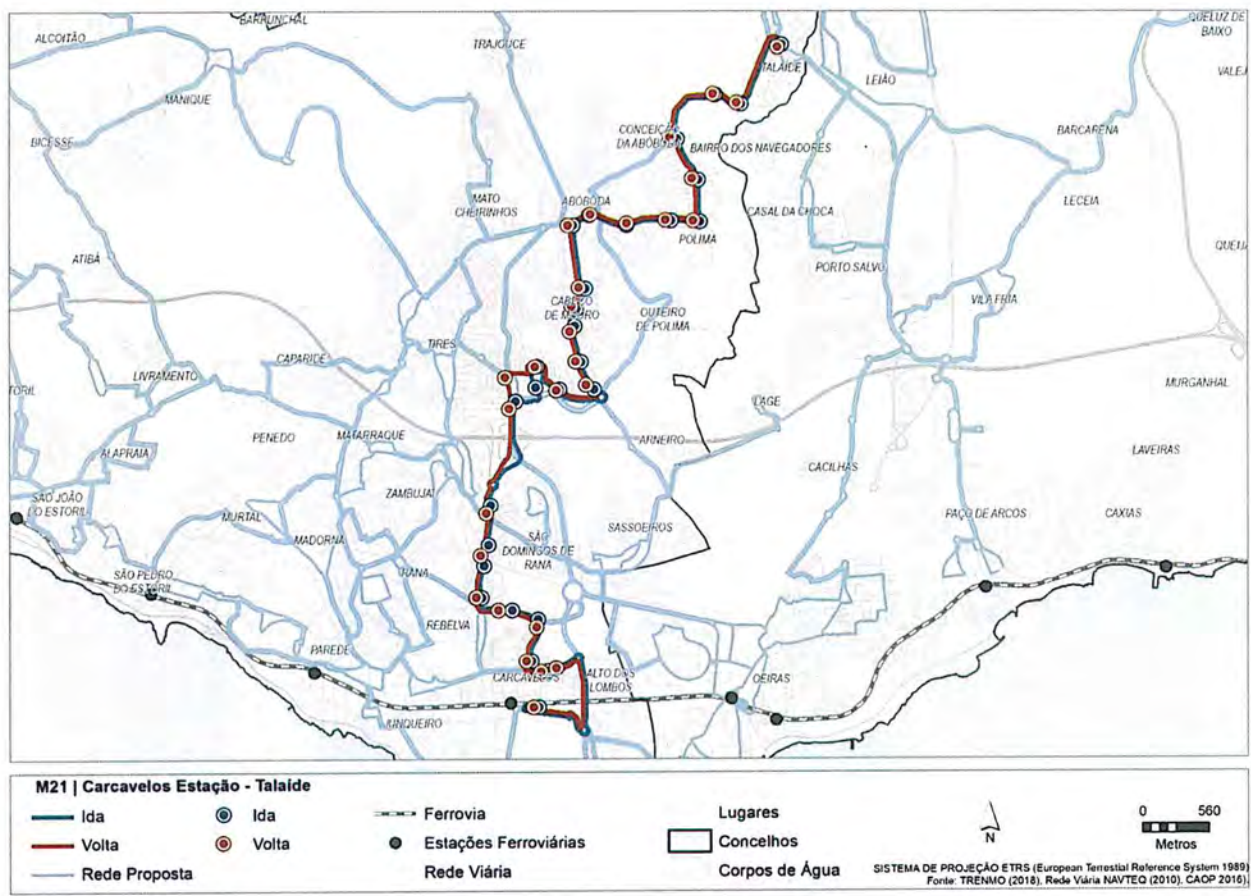 BARRUNCHAL
QUELUZ DE
BAIXO
ALCOITÃO
TRAJOUCE
TALAÍDE
LEIÃO
VALEJ
MANIQUE
CONCEIÇÃO
DA ABÓBODA
BARCARENA
BICESSE
BAIRRO DOS NAVEGADORES
MATO
CHEIRINHOS
ABÓBODA
CASAL DA CHOCA
LECEIA
POLIMA
ATIBÁ
PORTO SALVO
CABEÇO
DE MOURO
OUTEIRO
DE POLIMA
VILA FRIA
TIRES
CAPARIDE
LIVRAMENTO
MURGANHAL
LAGE
PENEDO
MATARRAQUE
ARNEIRO
ALAPRAIA
LAVEIRAS
CACILHAS
ZAMBUJAL
SÃO JOÃO
DO ESTORIL
MURTAL
SASSOEIROS
PAÇO DE ARCOS
CAXIAS
MADORNA
SÃO
DOMINGOS DE
RANA
SÃO PEDRO
DO ESTORIL
RANA
REBELVA
PAREDE
CARCAVELOS
ALTO DOS
LOMBOS
OEIRAS
JUNQUEIRO
M21 | Carcavelos Estação - Talaíde
Ida
Ida
Ferrovia
Lugares
0 560
Volta
Volta
Estações Ferroviárias
Concelhos
N
Metros
Rede Proposta
Rede Viária
Corpos de Água
SISTEMA DE PROJEÇÃO ETRS (European Terrestial Reference System 1989)
Fonte: TRENMO (2018), Rede Viária NAVTEQ (2010), CAOP 2016).